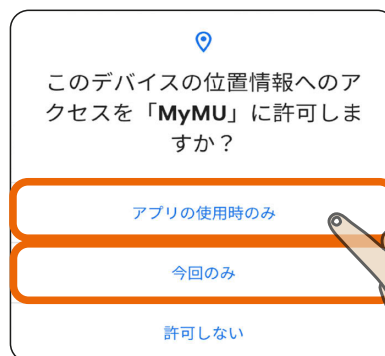 このデバイスの位置情報へのア
クセスを「MyMU」に許可しま
すか？
アプリの使用時のみ
今回のみ
許可しない